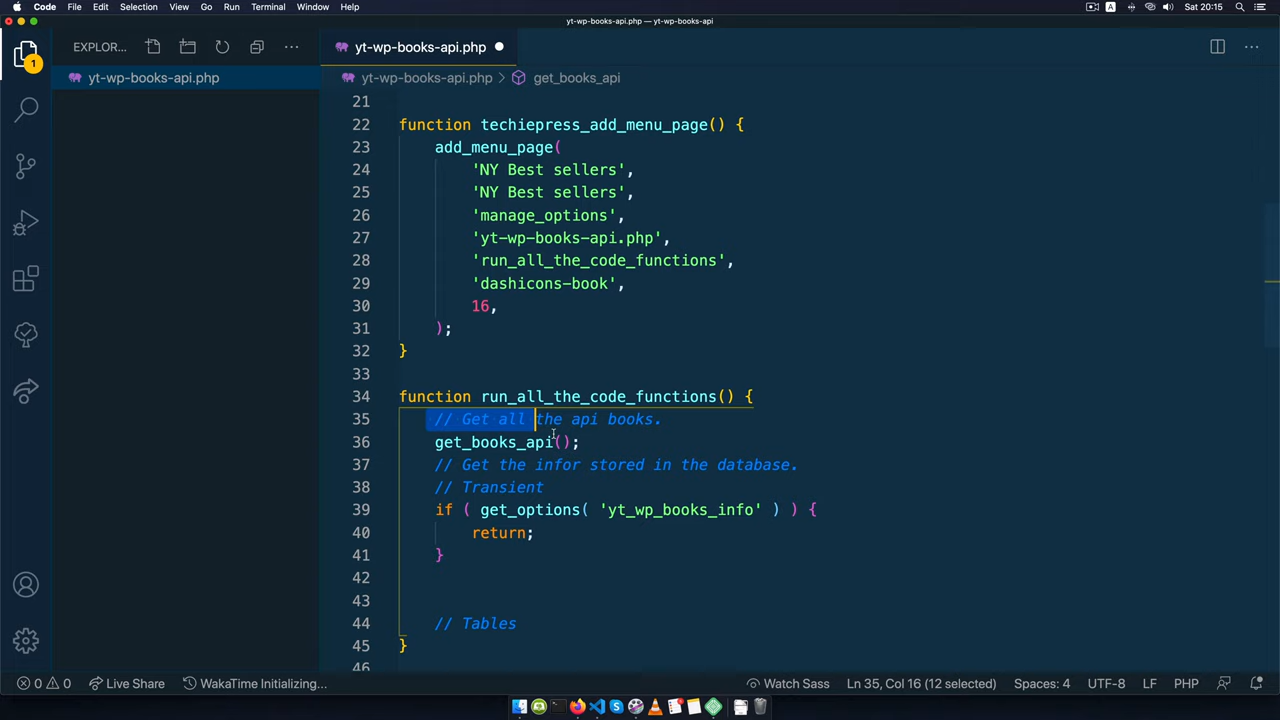 Code File Edit Selection View Go Run Terminal Window Help A Sat 20:15
yt-wp-books-api.php — yt-wp-books-api
EXPLOR... yt-wp-books-api.php
1
yt-wp-books-api.php
yt-wp-books-api.php > get_books_api
21
22 function techiepress_add_menu_page() {
23 add_menu_page(
24 'NY Best sellers',
25 'NY Best sellers',
26 'manage_options',
27 'yt-wp-books-api.php',
28 'run_all_the_code_functions',
29 'dashicons-book',
30 16,
31 );
32 }
33
34 function run_all_the_code_functions() {
35 // Get all the api books.
36 get_books_api();
37 // Get the infor stored in the database.
38 // Transient
39 if ( get_options( 'yt_wp_books_info' ) ) {
40 return;
41 }
42
43
44 // Tables
45 }
46
0 0 Live Share WakaTime Initializing... Watch Sass Ln 35, Col 16 (12 selected) Spaces: 4 UTF-8 LF PHP